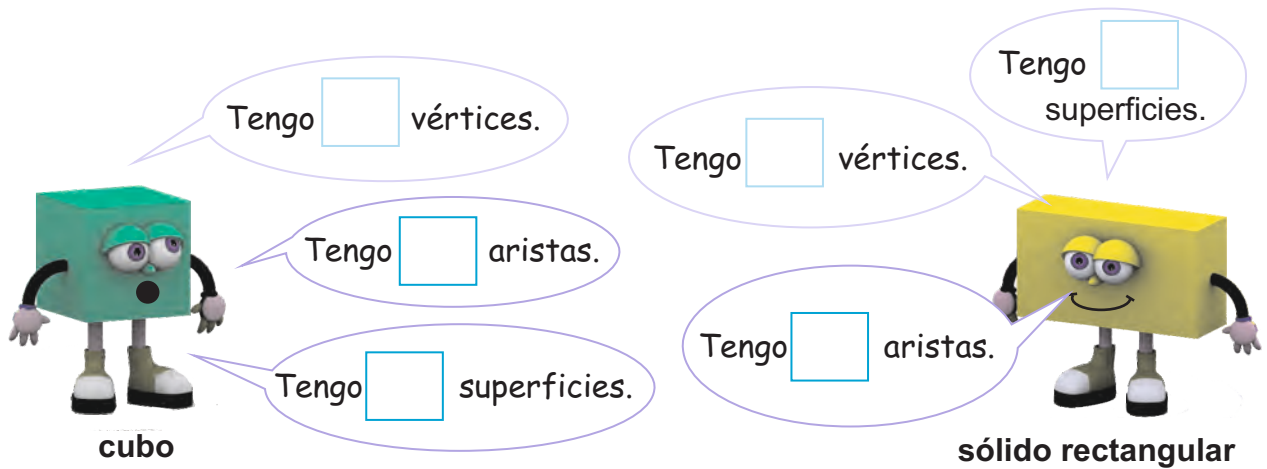 Tengo vértices.
Tengo aristas.
Tengo superficies.
cubo
Tengo
superficies.
Tengo vértices.
Tengo aristas.
sólido rectangular